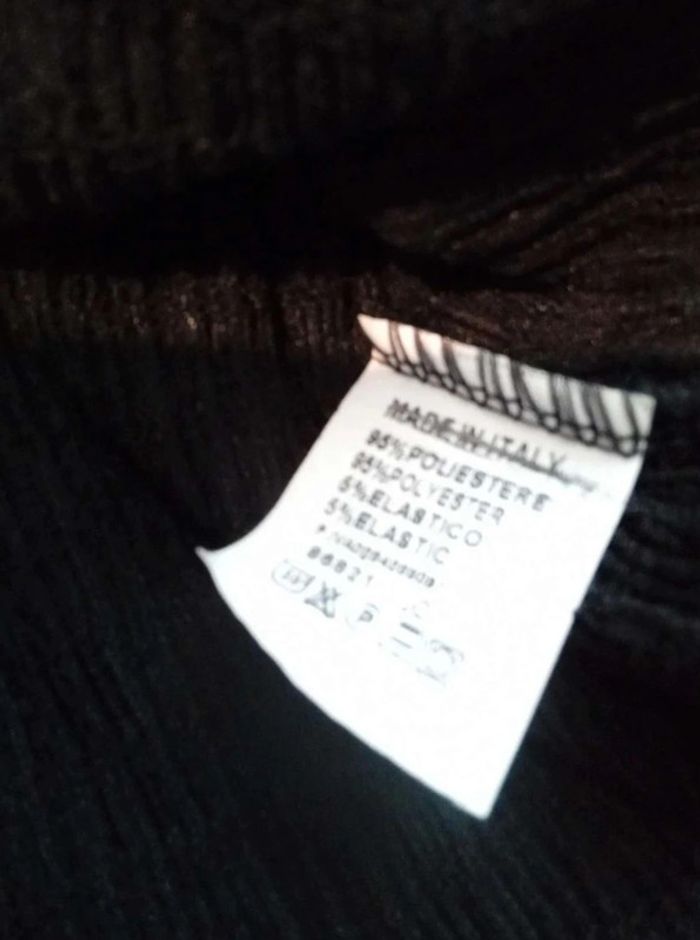 MADE IN ITALY
95%POLIESTERE
95%POLYESTER
5%ELASTICO
5%ELASTIC
86821
P